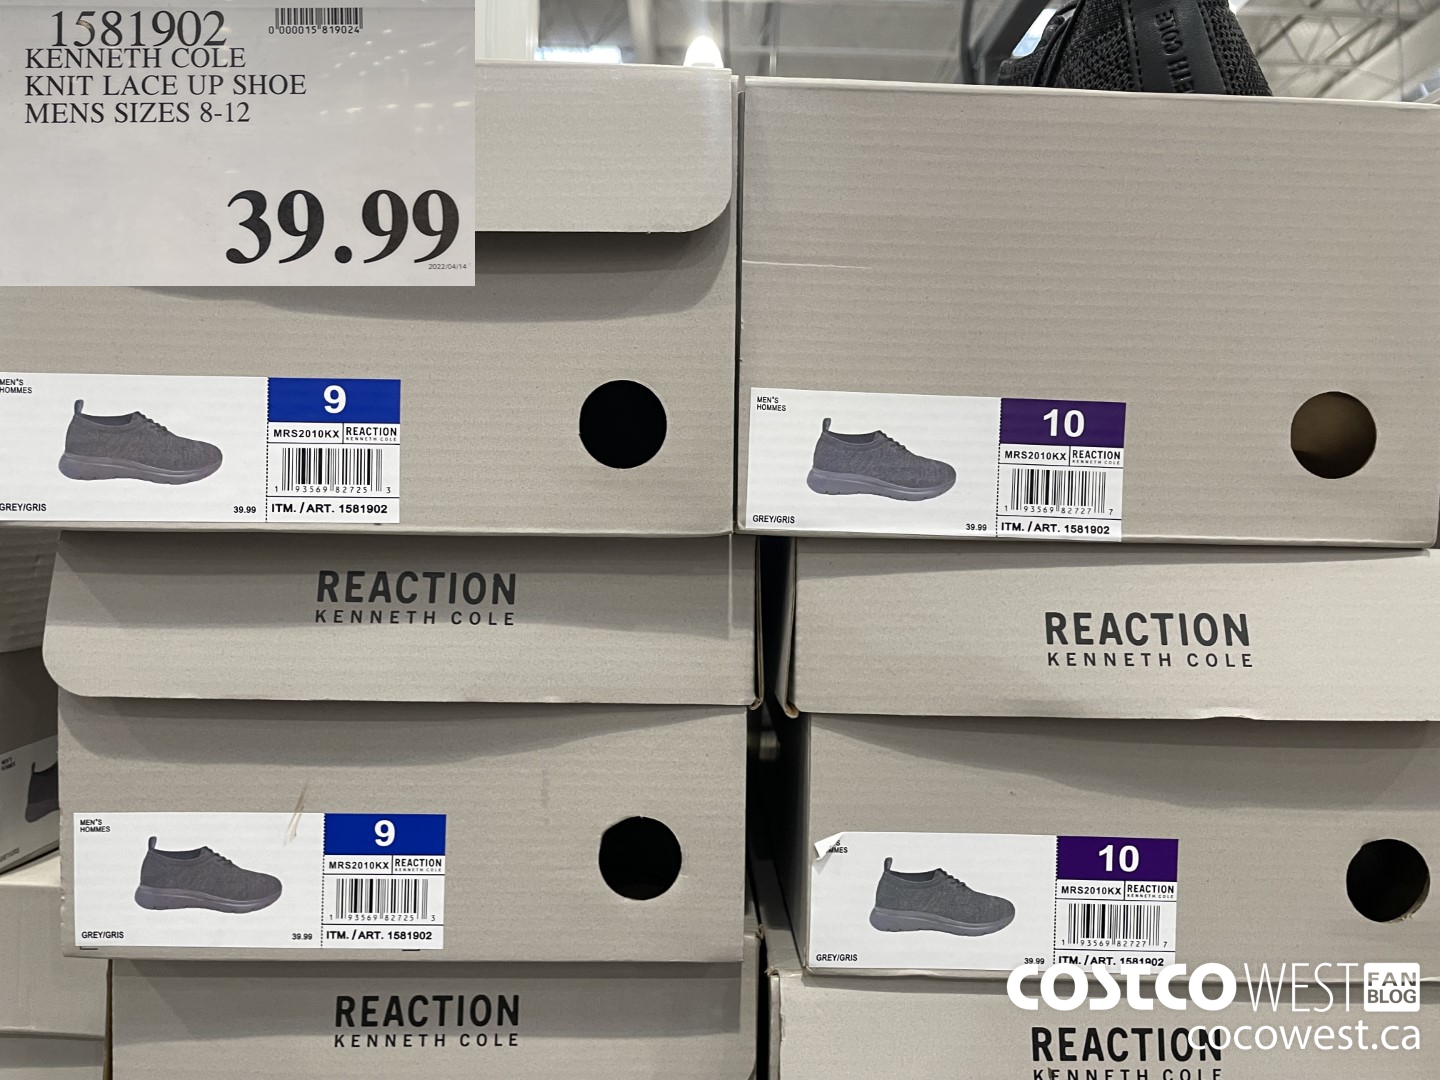 1581902
0"000015"819024"
KENNETH COLE
KNIT LACE UP SHOE
MENS SIZES 8-12
39.99
2022/04/14
MEN"S
HOMMES
9
MRS2010KX REACTION
KENNETH COLE
1 93569 82725 3
GREY/GRIS 39.99 ITM. / ART. 1581902
MEN"S
HOMMES
10
MRS2010KX REACTION
KENNETH COLE
1 93569 82727 7
GREY/GRIS 39.99 ITM. / ART. 1581902
REACTION
KENNETH COLE
REACTION
KENNETH COLE
MEN"S
HOMMES
9
MRS2010KX REACTION
KENNETH COLE
1 93569 82725 3
GREY/GRIS 39.99 ITM. / ART. 1581902
10
MRS2010KX REACTION
KENNETH COLE
1 93569 82727 7
GREY/GRIS 39.99 ITM. / ART. 1581902
REACTION
KENNETH COLE
REACTION
KENNETH COLE
COSTCO WEST FAN BLOG
cocowest.ca